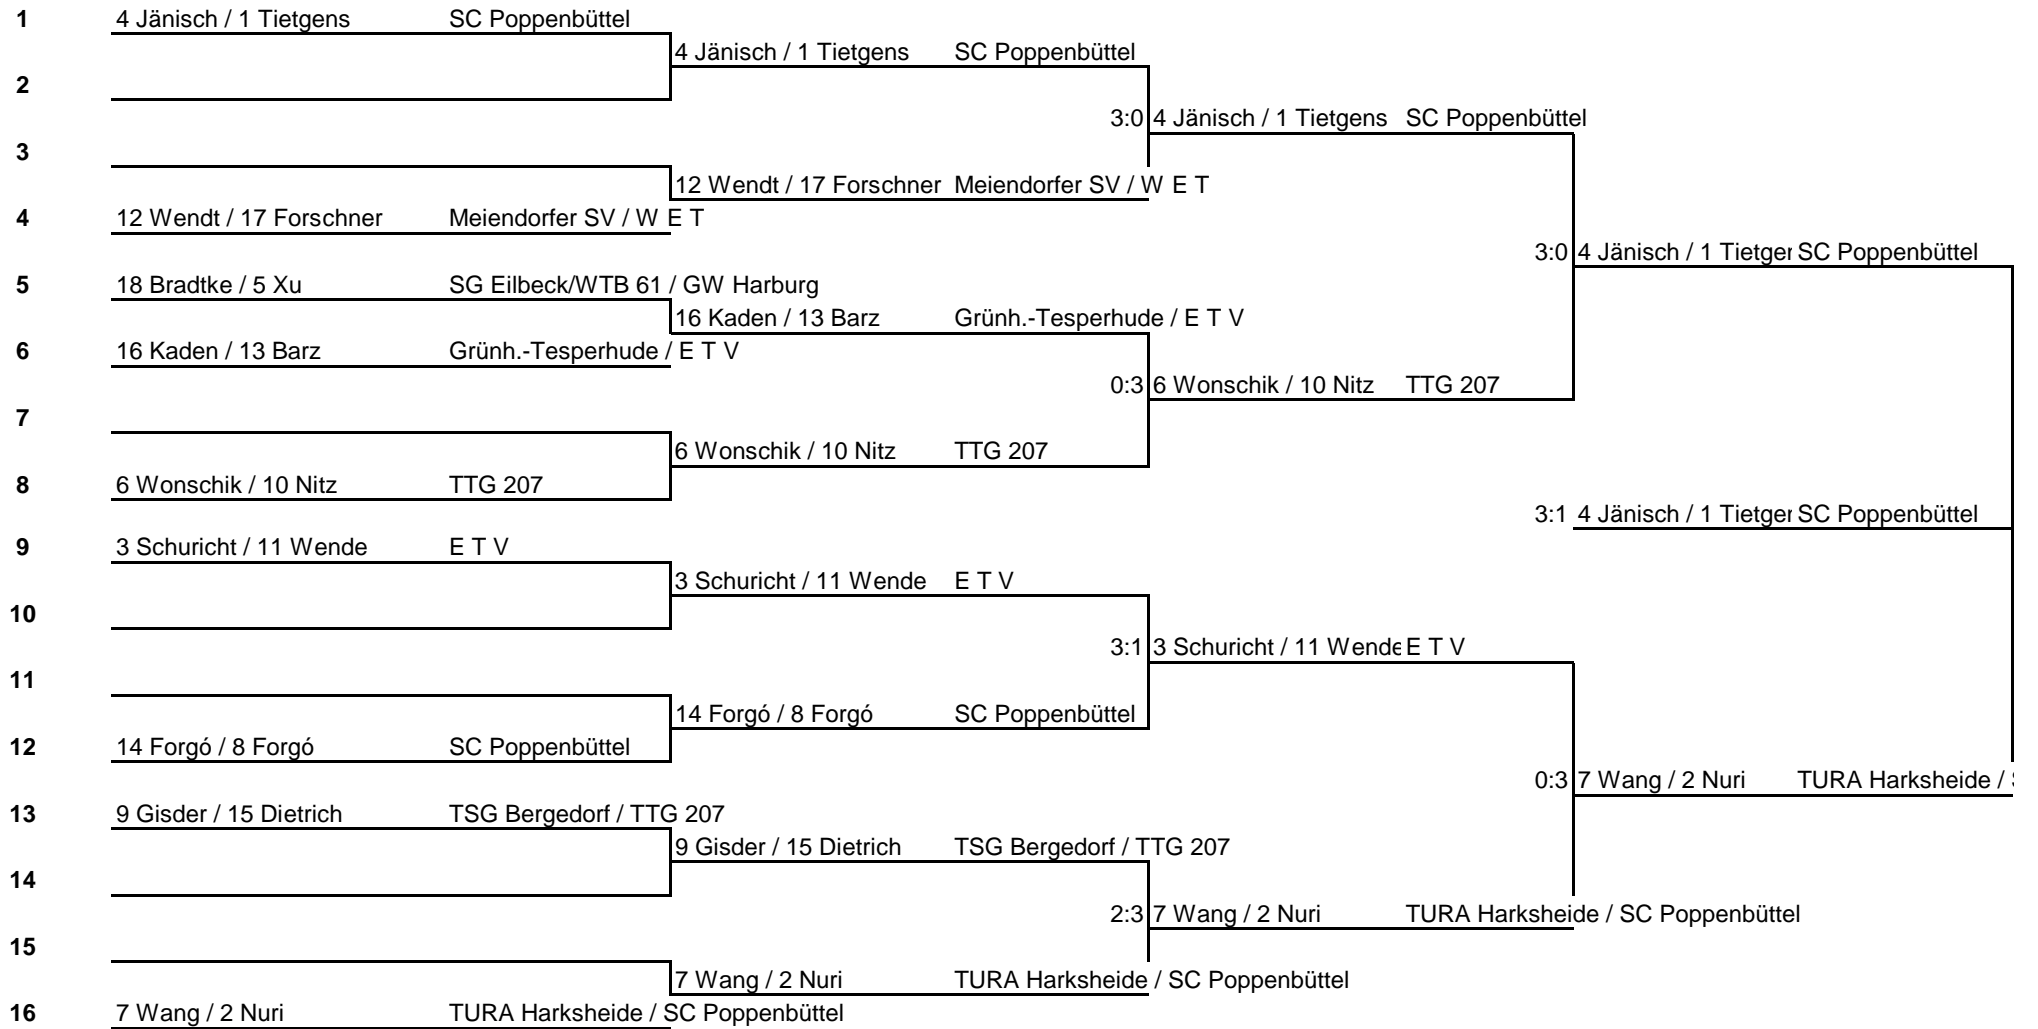 1 4 Jänisch / 1 Tietgens SC Poppenbüttel
4 Jänisch / 1 Tietgens SC Poppenbüttel
2
3:0 4 Jänisch / 1 Tietgens SC Poppenbüttel
3
12 Wendt / 17 Forschner Meiendorfer SV / W E T
4 12 Wendt / 17 Forschner Meiendorfer SV / W E T
3:0 4 Jänisch / 1 Tietger SC Poppenbüttel
5 18 Bradtke / 5 Xu SG Eilbeck/WTB 61 / GW Harburg
16 Kaden / 13 Barz Grünh.-Tesperhude / E T V
6 16 Kaden / 13 Barz Grünh.-Tesperhude / E T V
0:3 6 Wonschik / 10 Nitz TTG 207
7
6 Wonschik / 10 Nitz TTG 207
8 6 Wonschik / 10 Nitz TTG 207
3:1 4 Jänisch / 1 Tietger SC Poppenbüttel
9 3 Schuricht / 11 Wende E T V
3 Schuricht / 11 Wende E T V
10
3:1 3 Schuricht / 11 Wende E T V
11
14 Forgó / 8 Forgó SC Poppenbüttel
12 14 Forgó / 8 Forgó SC Poppenbüttel
0:3 7 Wang / 2 Nuri TURA Harksheide /
13 9 Gisder / 15 Dietrich TSG Bergedorf / TTG 207
9 Gisder / 15 Dietrich TSG Bergedorf / TTG 207
14
2:3 7 Wang / 2 Nuri TURA Harksheide / SC Poppenbüttel
15
7 Wang / 2 Nuri TURA Harksheide / SC Poppenbüttel
16 7 Wang / 2 Nuri TURA Harksheide / SC Poppenbüttel